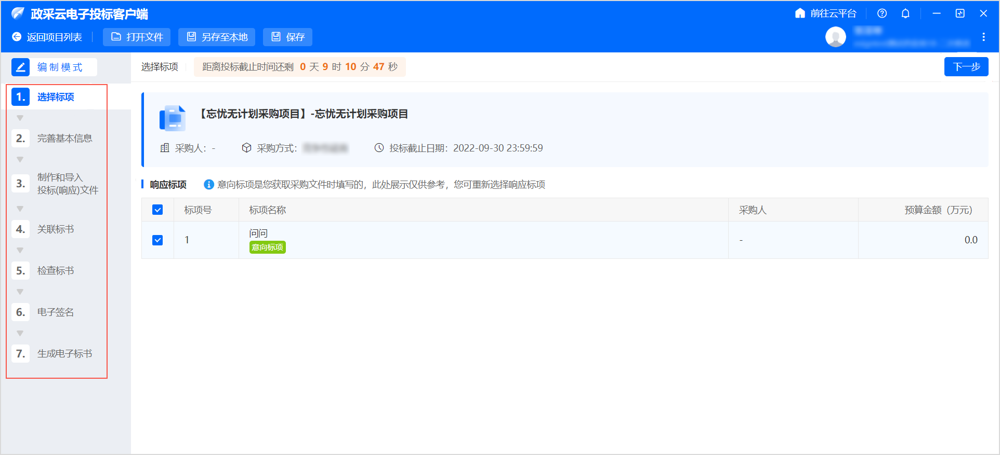 政采云电子投标客户端
前往云平台
返回项目列表
打开文件
另存至本地
保存
编制模式
选择标项
距离投标截止时间还剩 0 天 9 时 10 分 47 秒
下一步
1. 选择标项
2. 完善基本信息
3. 制作和导入
投标(响应)文件
4. 关联标书
5. 检查标书
6. 电子签名
7. 生成电子标书
【忘忧无计划采购项目】-忘忧无计划采购项目
采购人：-
采购方式：
投标截止日期：2022-09-30 23:59:59
响应标项
意向标项是您获取采购文件时填写的，此处展示仅供参考，您可重新选择响应标项
标项号 标项名称 采购人 预算金额（万元）
1 问问 - 0.0
意向标项